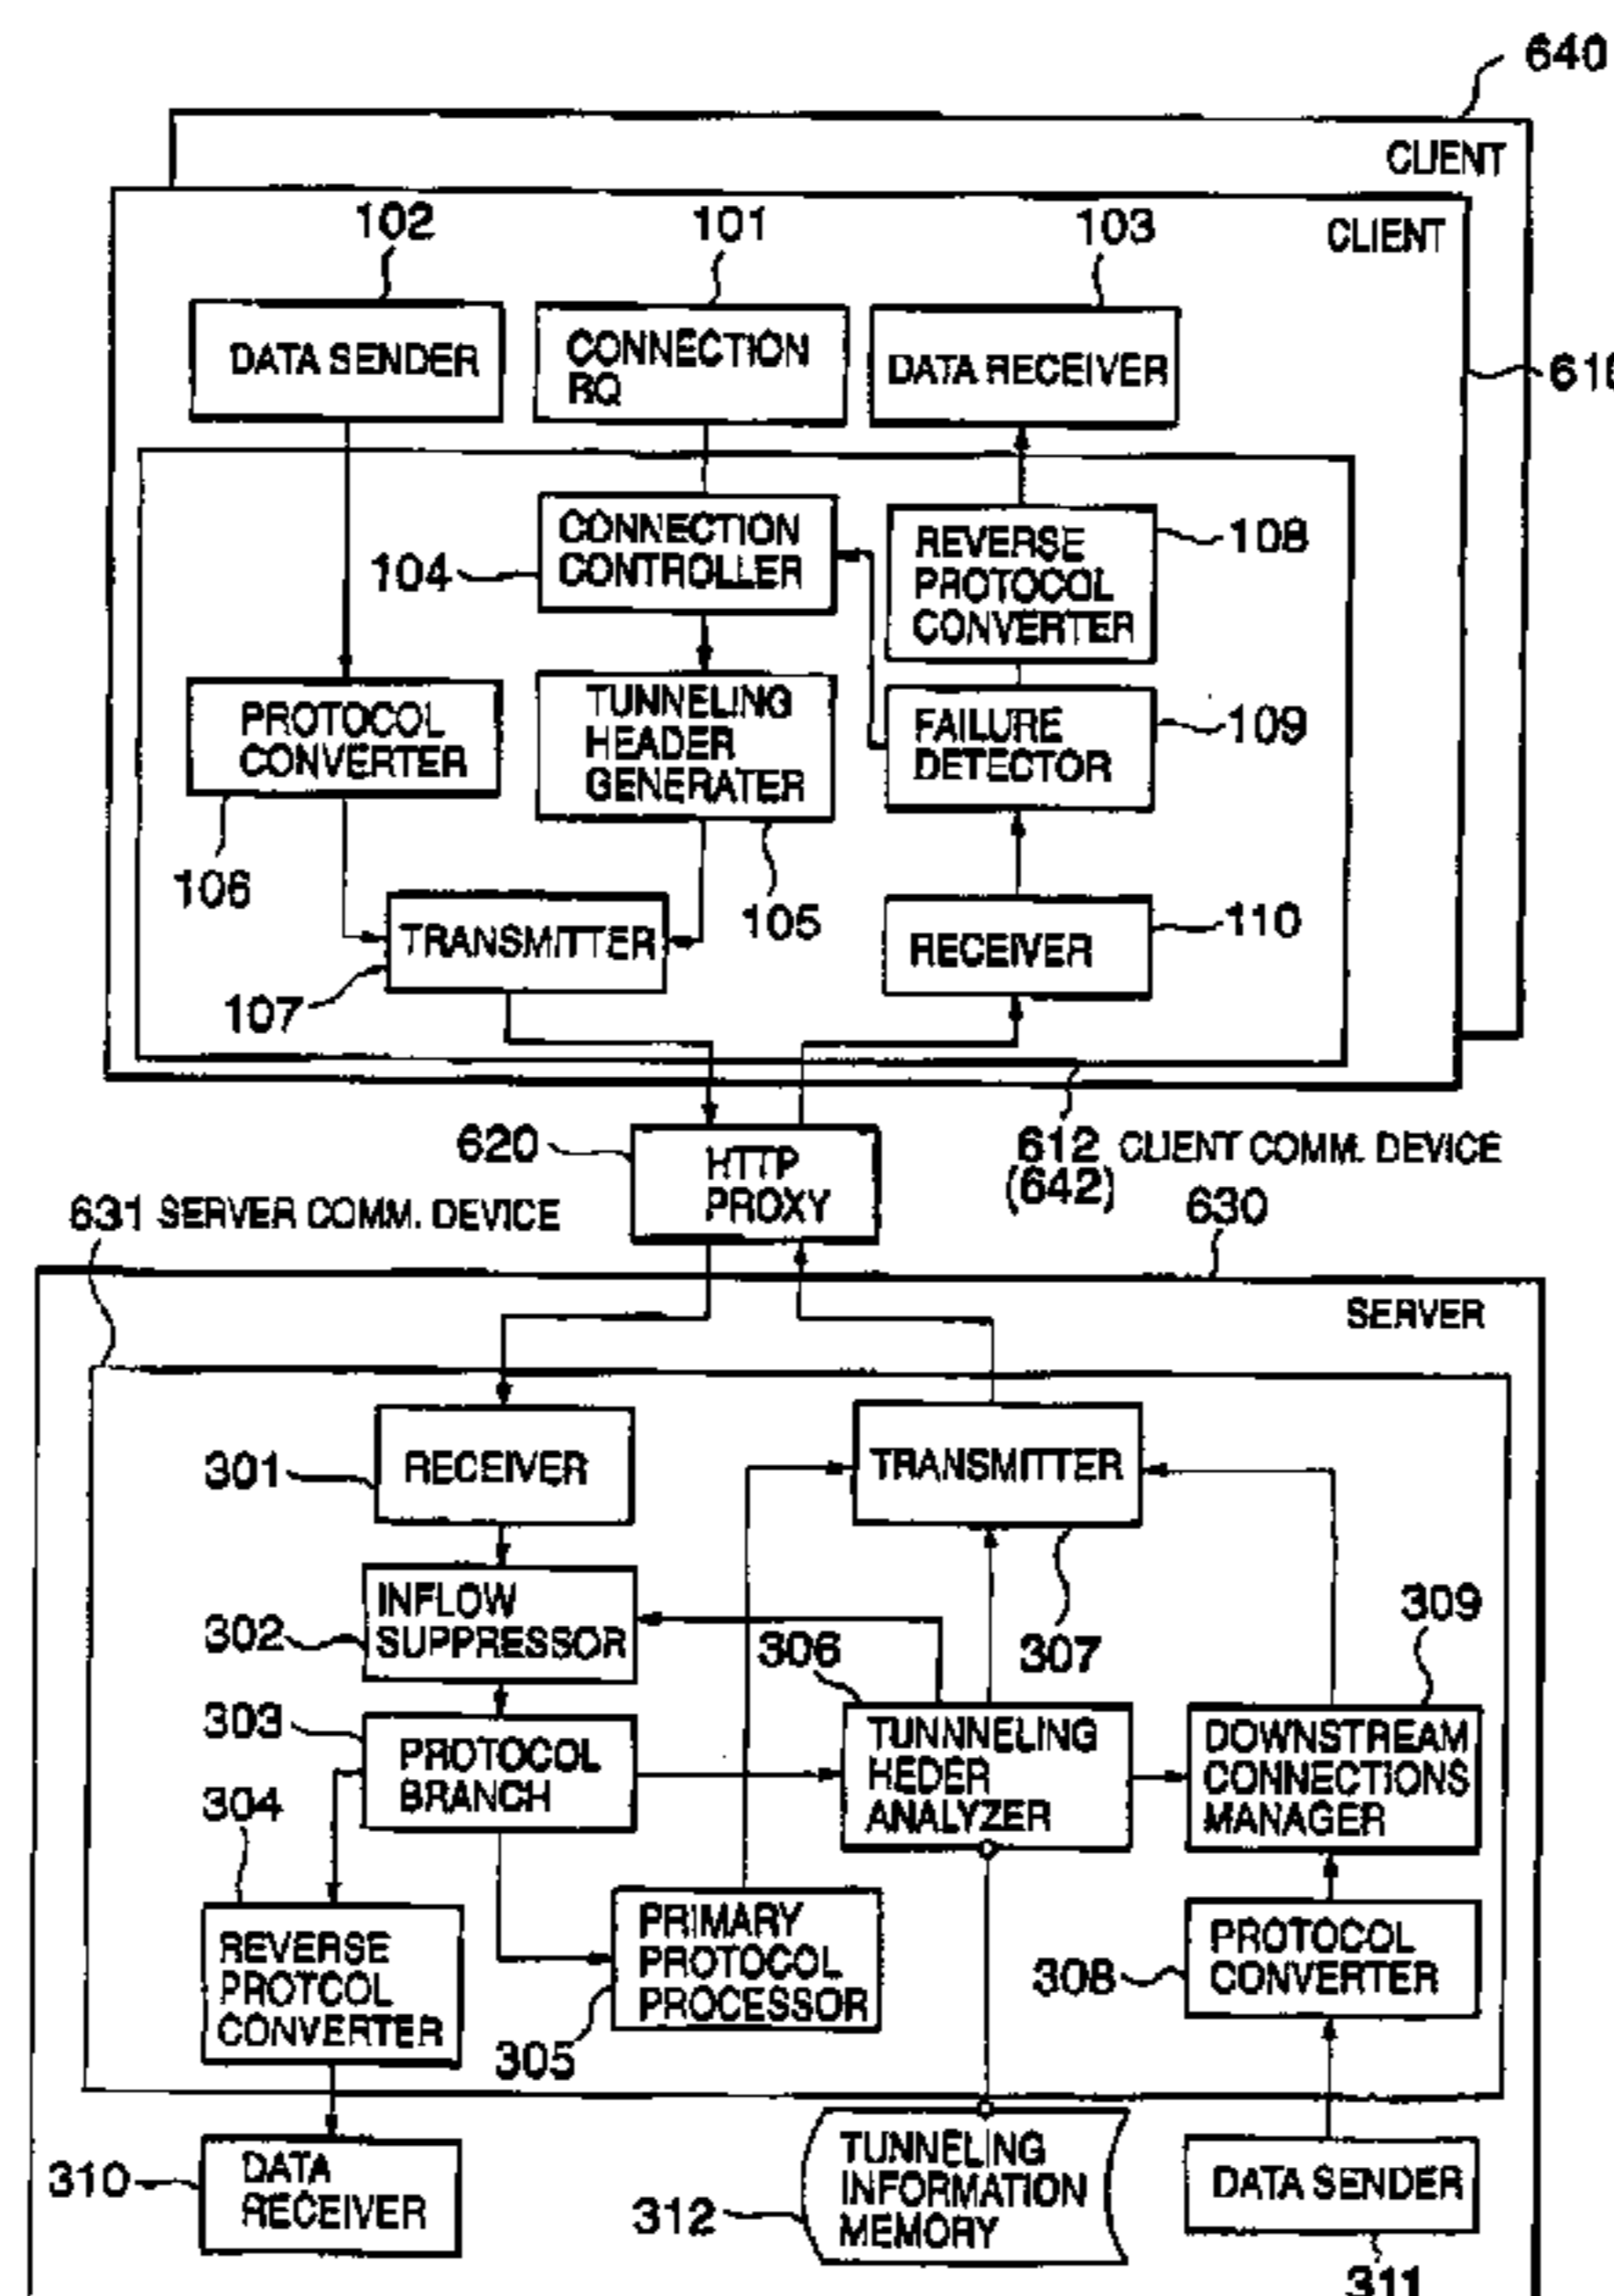 640
CLIENT
CLIENT
102
101
103
DATA SENDER
CONNECTION
RQ
DATA RECEIVER
CONNECTION
CONTROLLER
104
REVERSE
PROTOCOL
CONVERTER
108
PROTOCOL
CONVERTER
TUNNELING
HEADER
GENERATER
FAILURE
DETECTOR
109
106
105
TRANSMITTER
RECEIVER
110
107
620
HTTP
PROXY
612 CLIENT COMM. DEVICE
(642)
631 SERVER COMM. DEVICE
630
SERVER
301
RECEIVER
TRANSMITTER
302
INFLOW
SUPPRESSOR
306
307
309
303
PROTOCOL
BRANCH
TUNNNELING
HEDER
ANALYZER
DOWNSTREAM
CONNECTIONS
MANAGER
304
REVERSE
PROTCOL
CONVERTER
PRIMARY
PROTOCOL
PROCESSOR
305
308
PROTOCOL
CONVERTER
310
DATA
RECEIVER
312
TUNNELING
INFORMATION
MEMORY
DATA SENDER
311